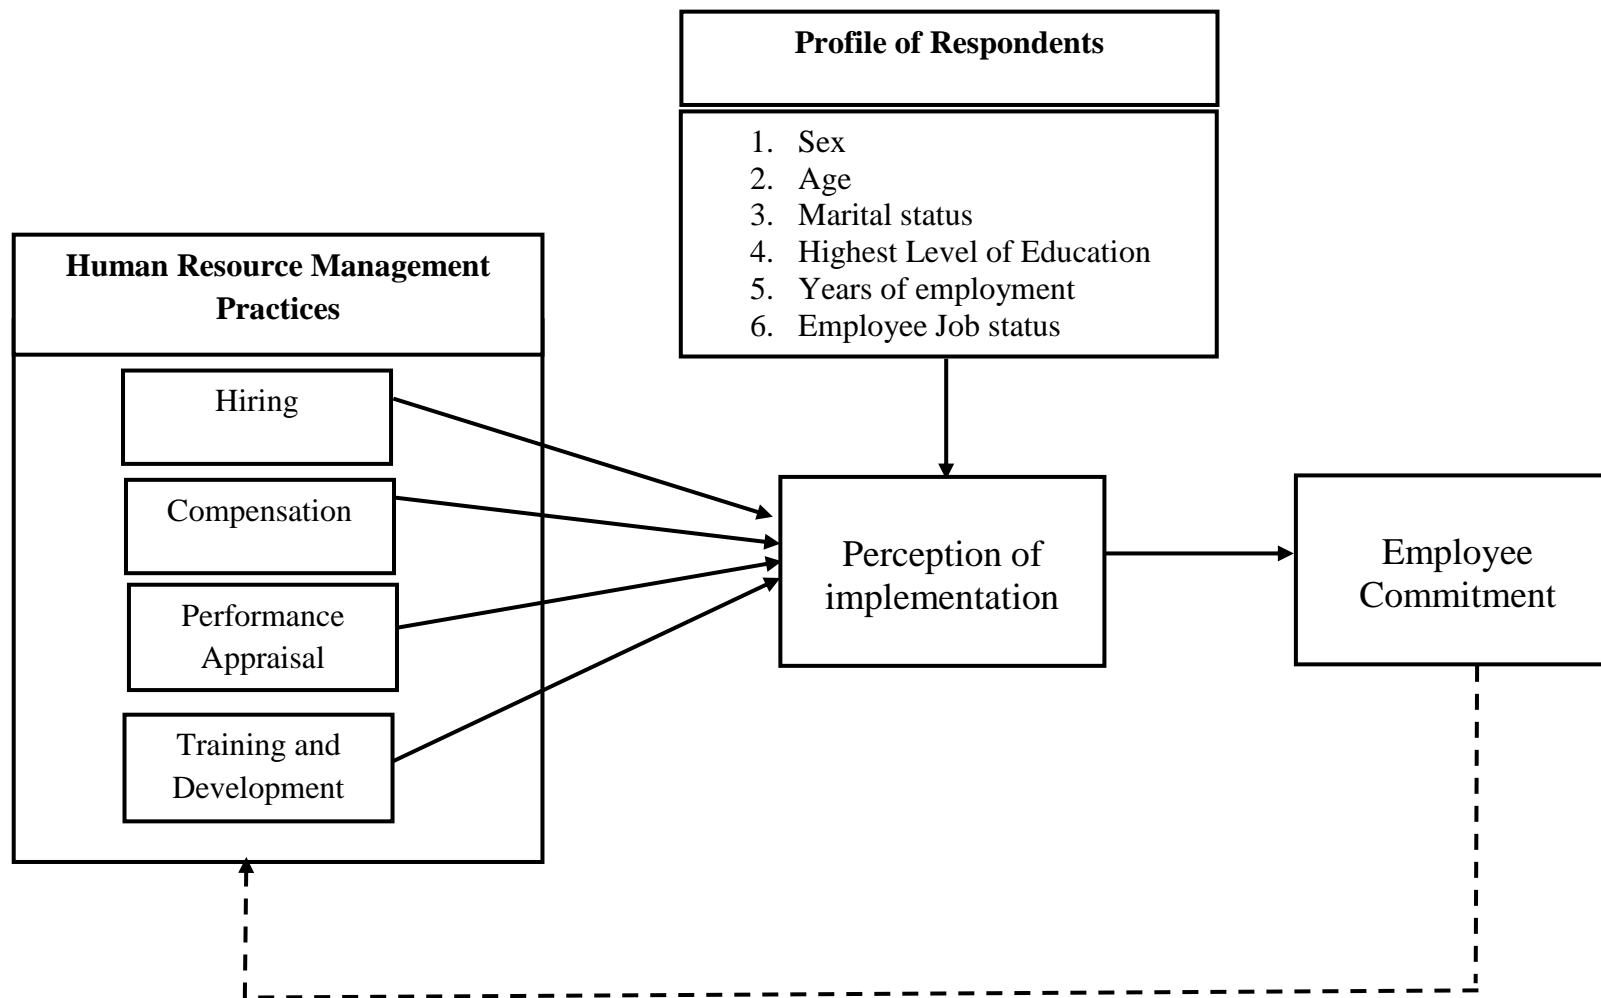 Profile of Respondents
1. Sex
2. Age
3. Marital status
4. Highest Level of Education
5. Years of employment
6. Employee Job status
Human Resource Management
Practices
Hiring
Compensation
Performance
Appraisal
Training and
Development
Perception of
implementation
Employee
Commitment